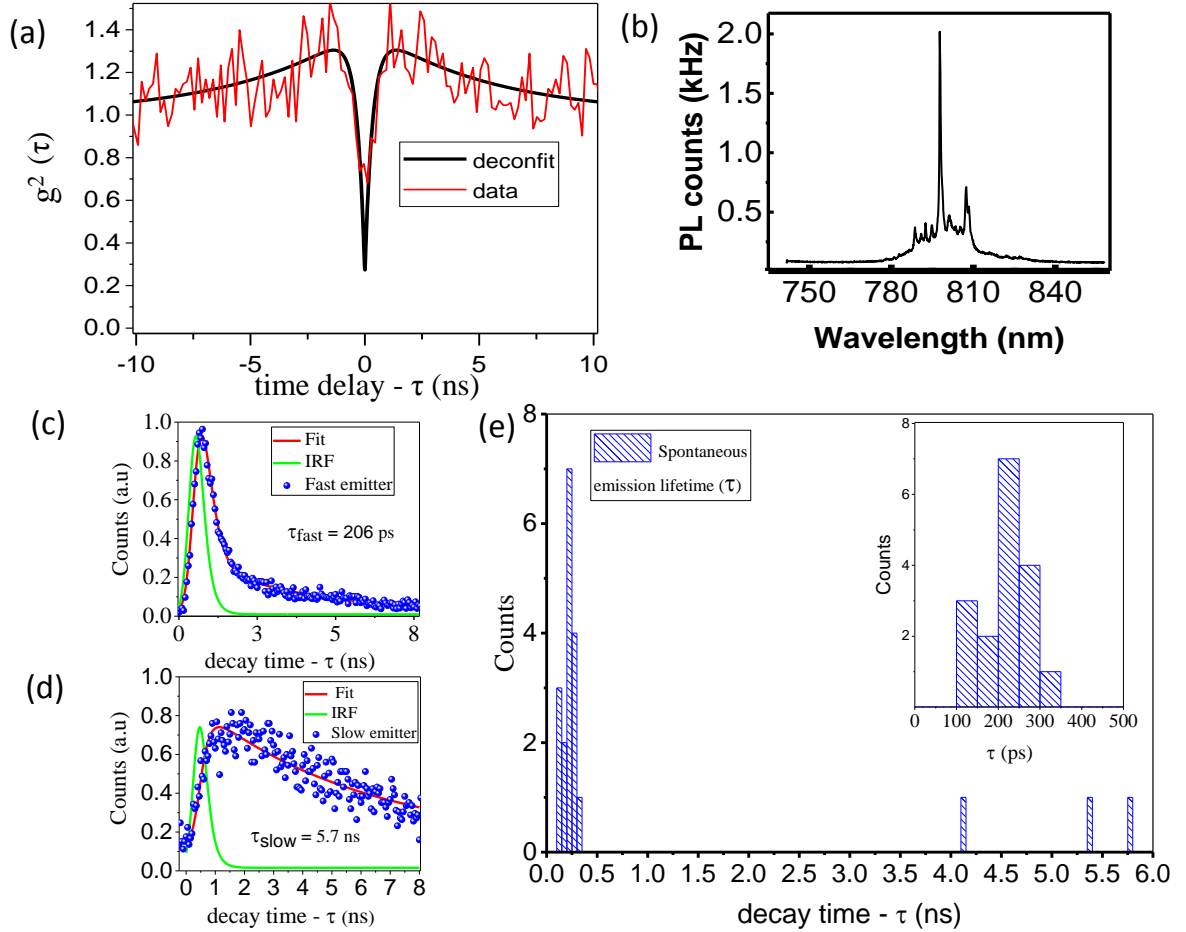 (a)
1.4
1.2
1.0
0.8
0.6
0.4
0.2
0.0
g² (τ)
deconfit
data
-10
-5
0
5
10
time delay - τ (ns)
(b)
2.0
1.5
1.0
0.5
PL counts (kHz)
750
780
810
840
Wavelength (nm)
(c)
1.0
0.8
0.6
0.4
0.2
0.0
Counts (a.u)
Fit
IRF
Fast emitter
τfast = 206 ps
0
3
5
8
decay time - τ (ns)
(d)
1.0
0.8
0.6
0.4
0.2
0.0
Counts (a.u)
Fit
IRF
Slow emitter
τslow = 5.7 ns
0
1
2
3
4
5
6
7
8
decay time - τ (ns)
(e)
8
6
4
2
0
Counts
Spontaneous
emission lifetime (τ)
0.0
0.5
1.0
1.5
2.0
2.5
3.0
3.5
4.0
4.5
5.0
5.5
6.0
decay time - τ (ns)
8
6
4
2
Counts
0
100
200
300
400
500
τ (ps)